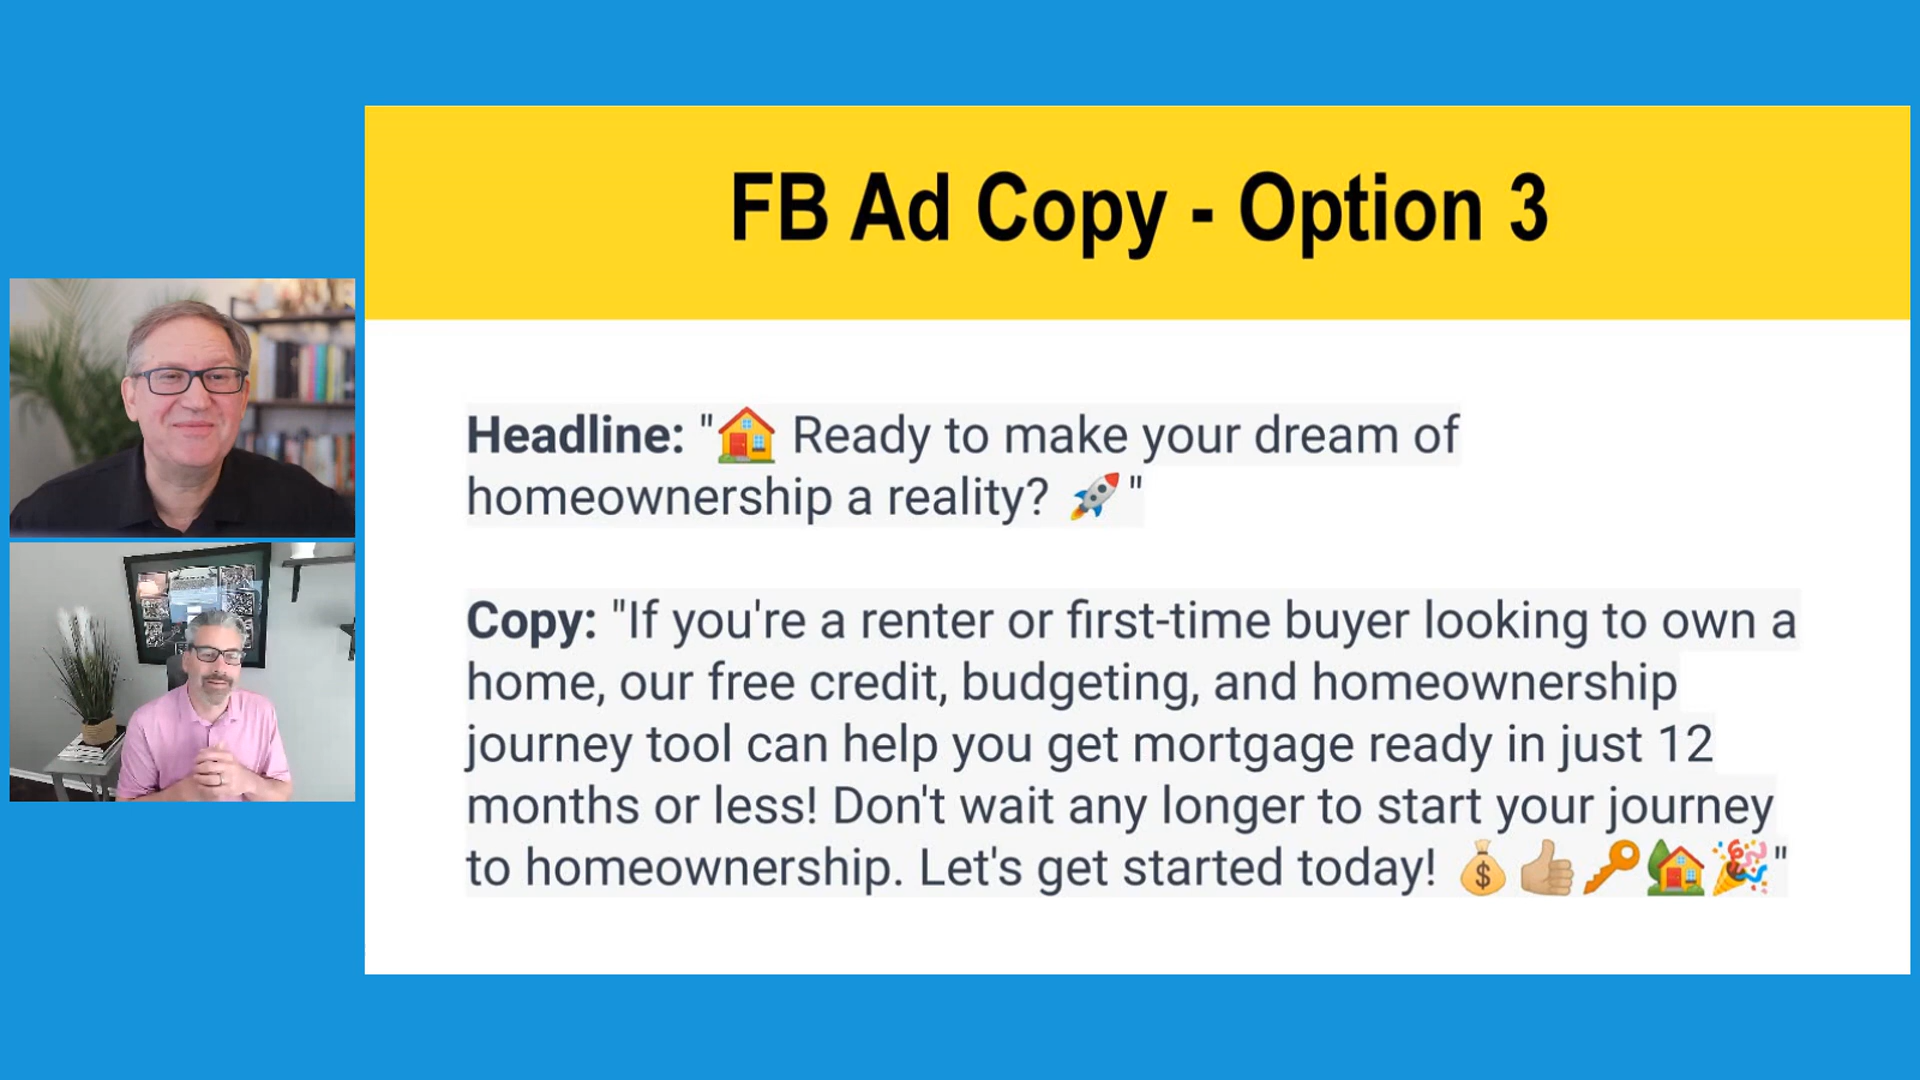 FB Ad Copy - Option 3
Headline: "🏠 Ready to make your dream of
homeownership a reality? 🚀"
Copy: "If you're a renter or first-time buyer looking to own a
home, our free credit, budgeting, and homeownership
journey tool can help you get mortgage ready in just 12
months or less! Don't wait any longer to start your journey
to homeownership. Let's get started today! 💰👍🏼🔑🏡🎉"